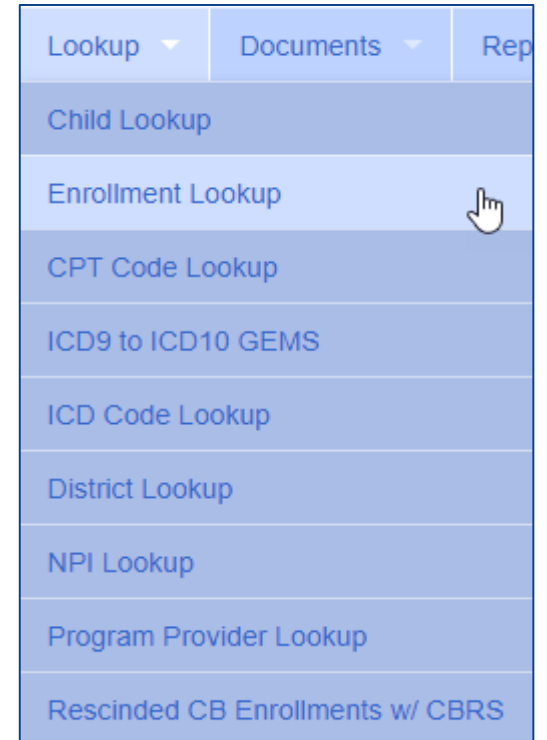 Lookup Documents Rep
Child Lookup
Enrollment Lookup
CPT Code Lookup
ICD9 to ICD10 GEMS
ICD Code Lookup
District Lookup
NPI Lookup
Program Provider Lookup
Rescinded CB Enrollments w/ CBRS